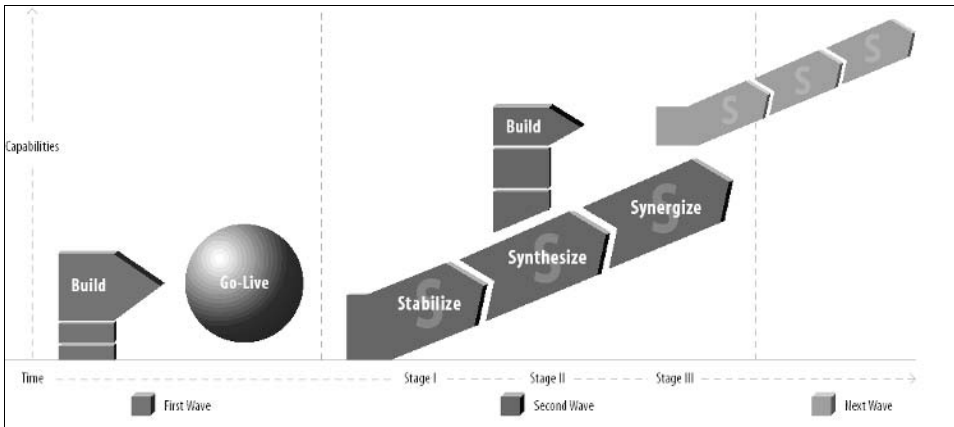 S
S
S
Build
Capabilities
Synergize
S
Synthesize
S
Build
Go-Live
Stabilize
S
Time
Stage I
Stage II
Stage III
First Wave
Second Wave
Next Wave